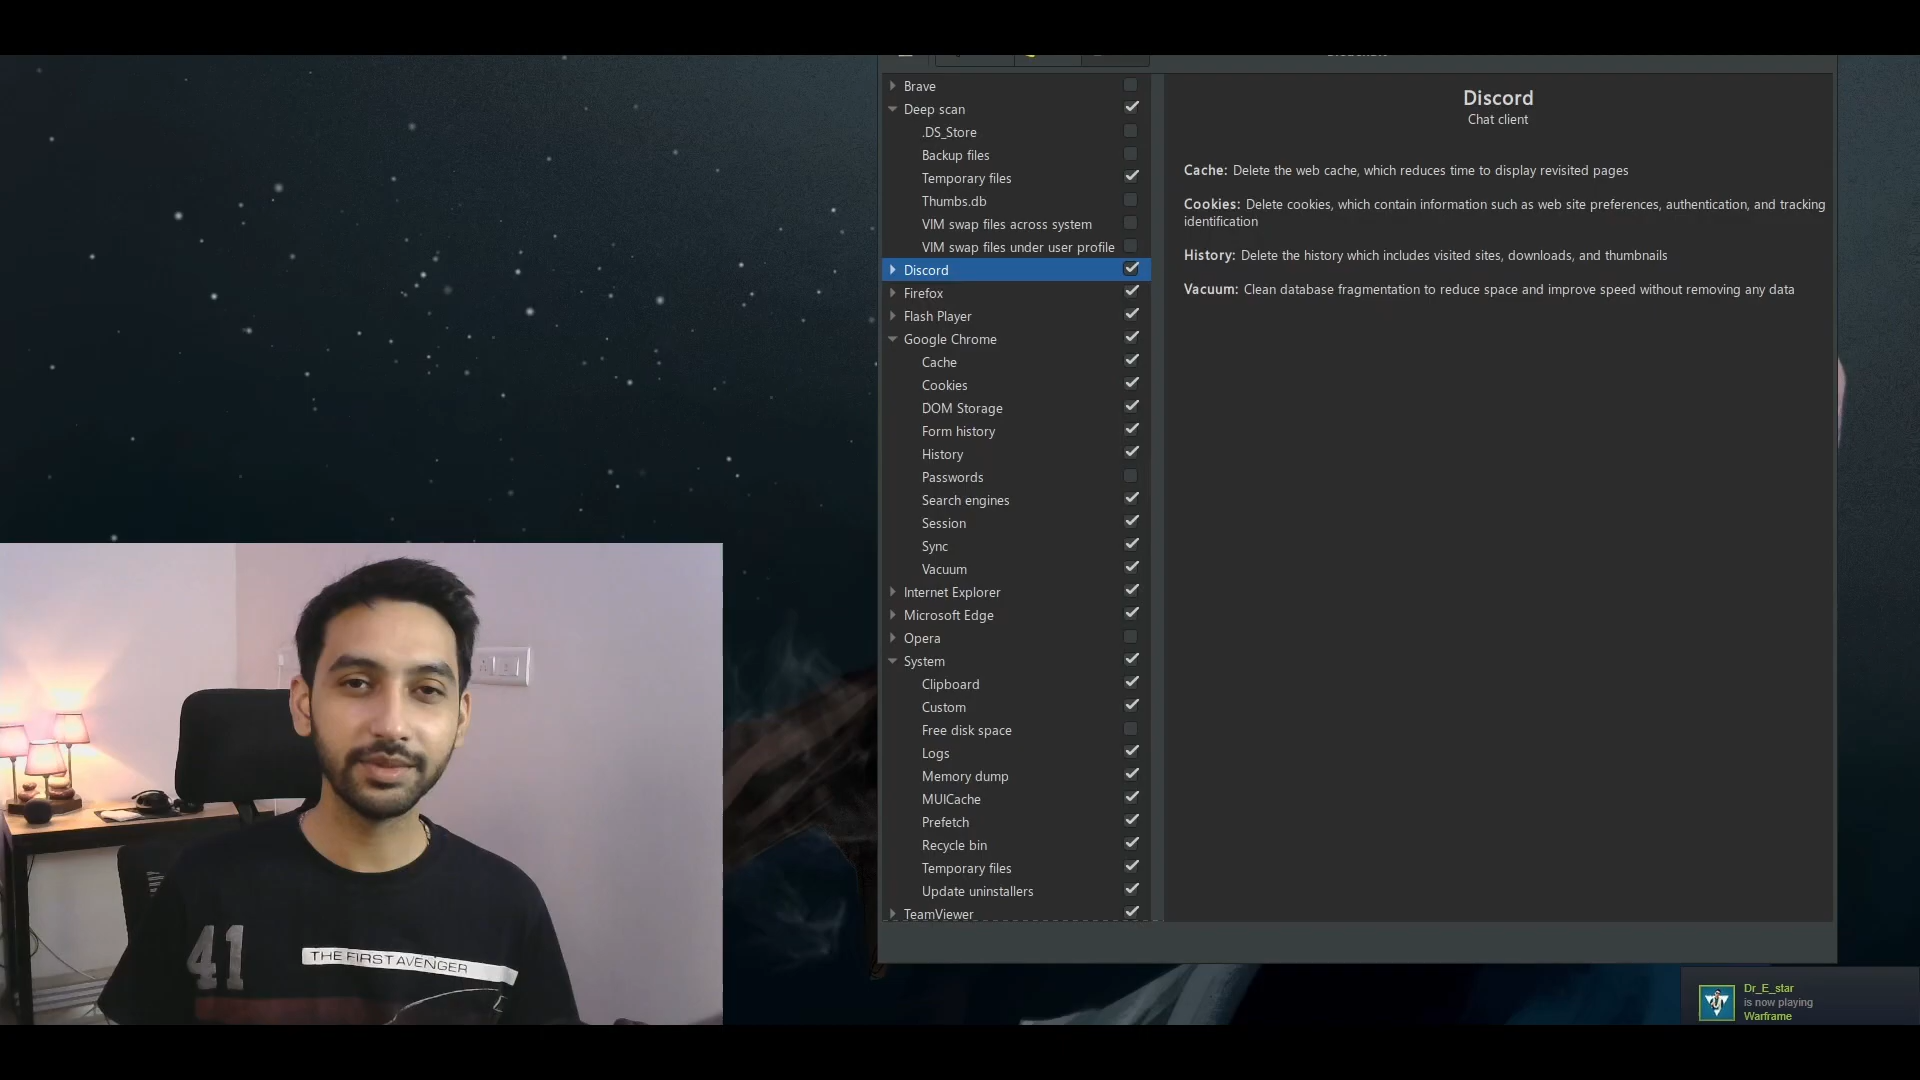 Brave
Deep scan
.DS_Store
Backup files
Temporary files
Thumbs.db
VIM swap files across system
VIM swap files under user profile
Discord
Firefox
Flash Player
Google Chrome
Cache
Cookies
DOM Storage
Form history
History
Passwords
Search engines
Session
Sync
Vacuum
Internet Explorer
Microsoft Edge
Opera
System
Clipboard
Custom
Free disk space
Logs
Memory dump
MUICache
Prefetch
Recycle bin
Temporary files
Update uninstallers
TeamViewer
Discord
Chat client
Cache: Delete the web cache, which reduces time to display revisited pages
Cookies: Delete cookies, which contain information such as web site preferences, authentication, and tracking
identification
History: Delete the history which includes visited sites, downloads, and thumbnails
Vacuum: Clean database fragmentation to reduce space and improve speed without removing any data
41
THE FIRST AVENGER
Dr_E_star
is now playing
Warframe